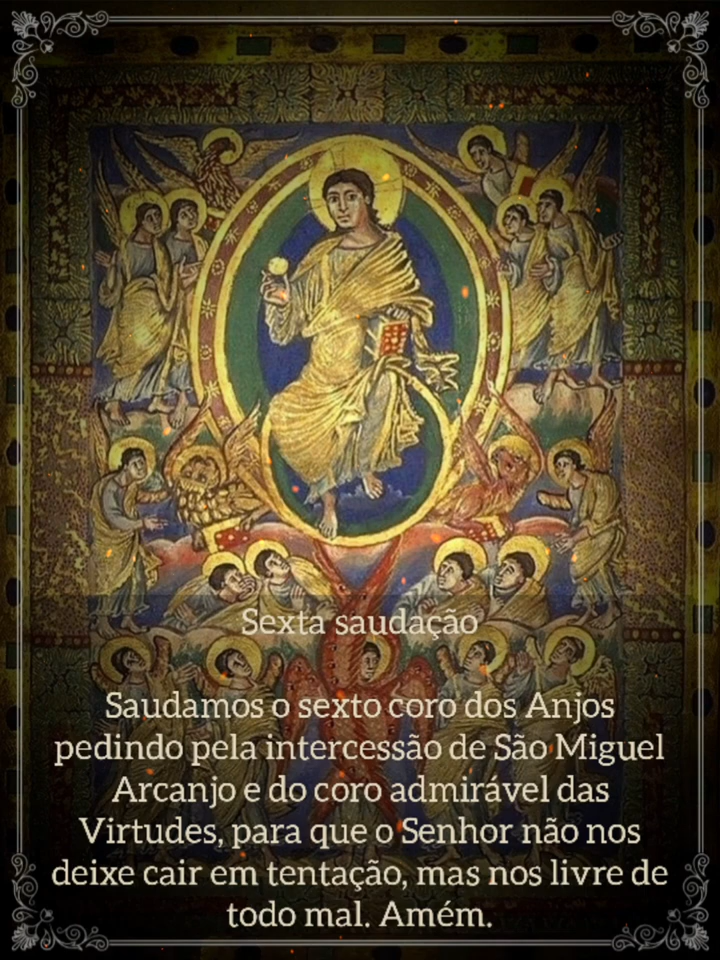 Sexta saudação
Saudamos o sexto coro dos Anjos
pedindo pela intercessão de São Miguel
Arcanjo e do coro admirável das
Virtudes, para que o Senhor não nos
deixe cair em tentação, mas nos livre de
todo mal. Amém.